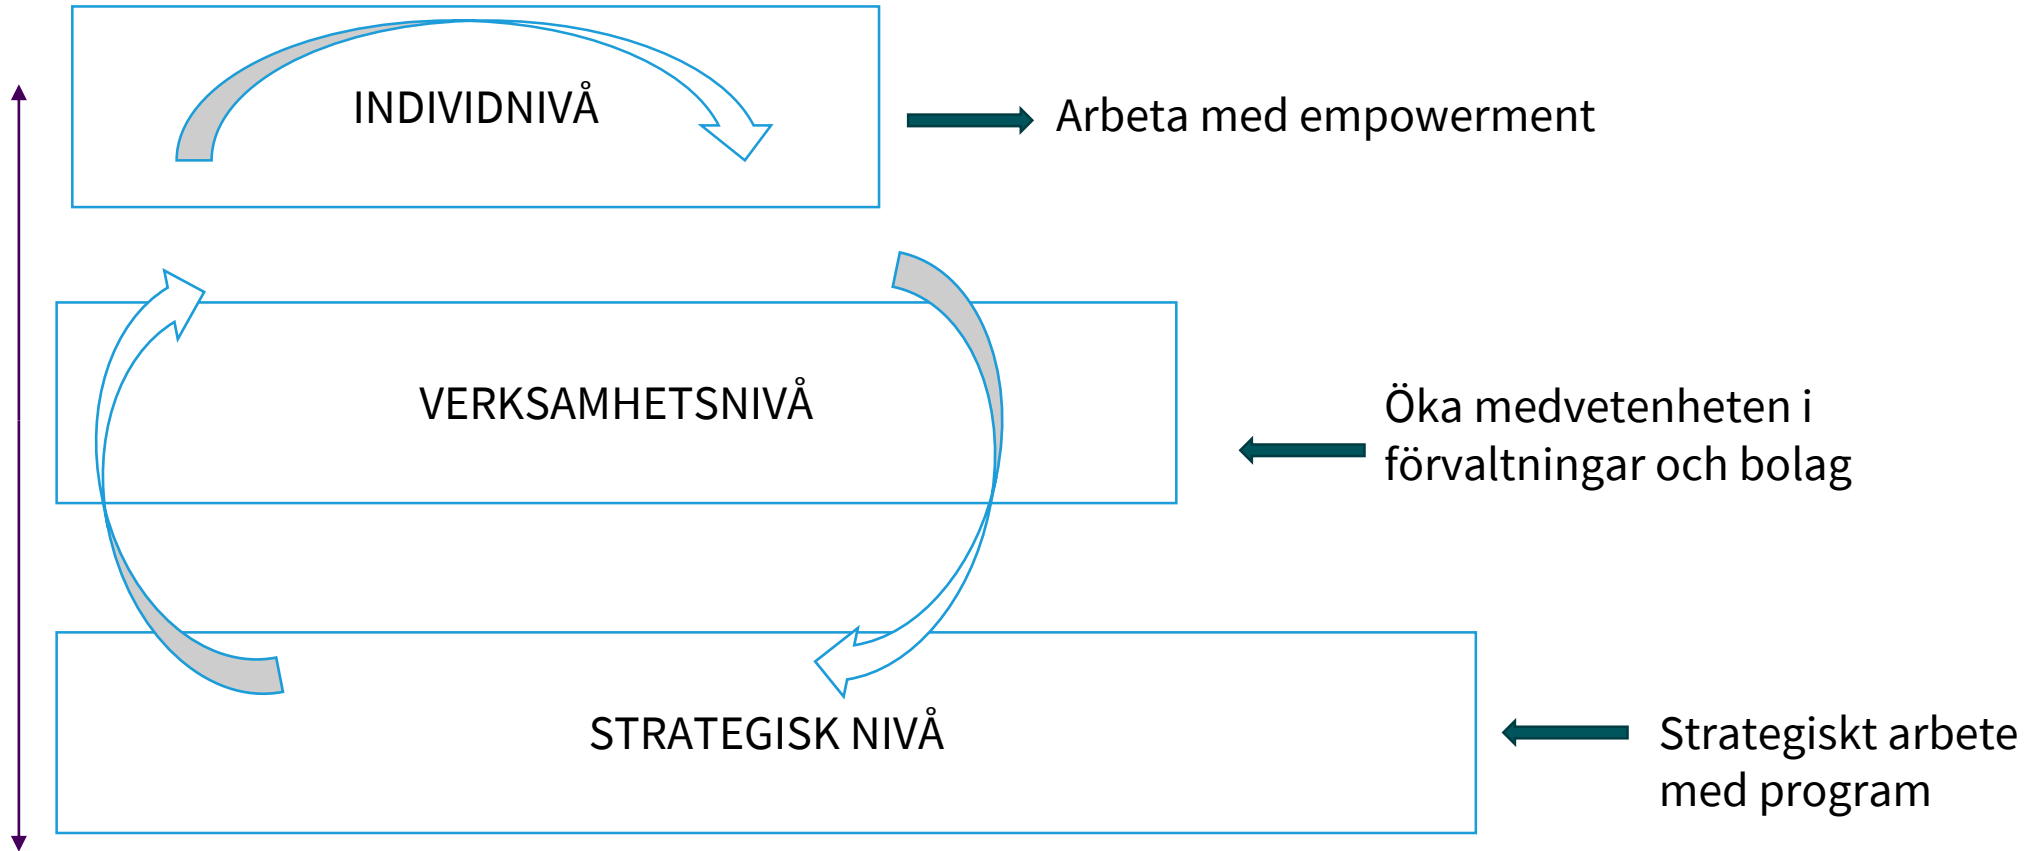 INDIVIDNIVÅ
Arbeta med empowerment
VERKSAMHETSNIVÅ
Öka medvetenheten i
förvaltningar och bolag
STRATEGISK NIVÅ
Strategiskt arbete
med program